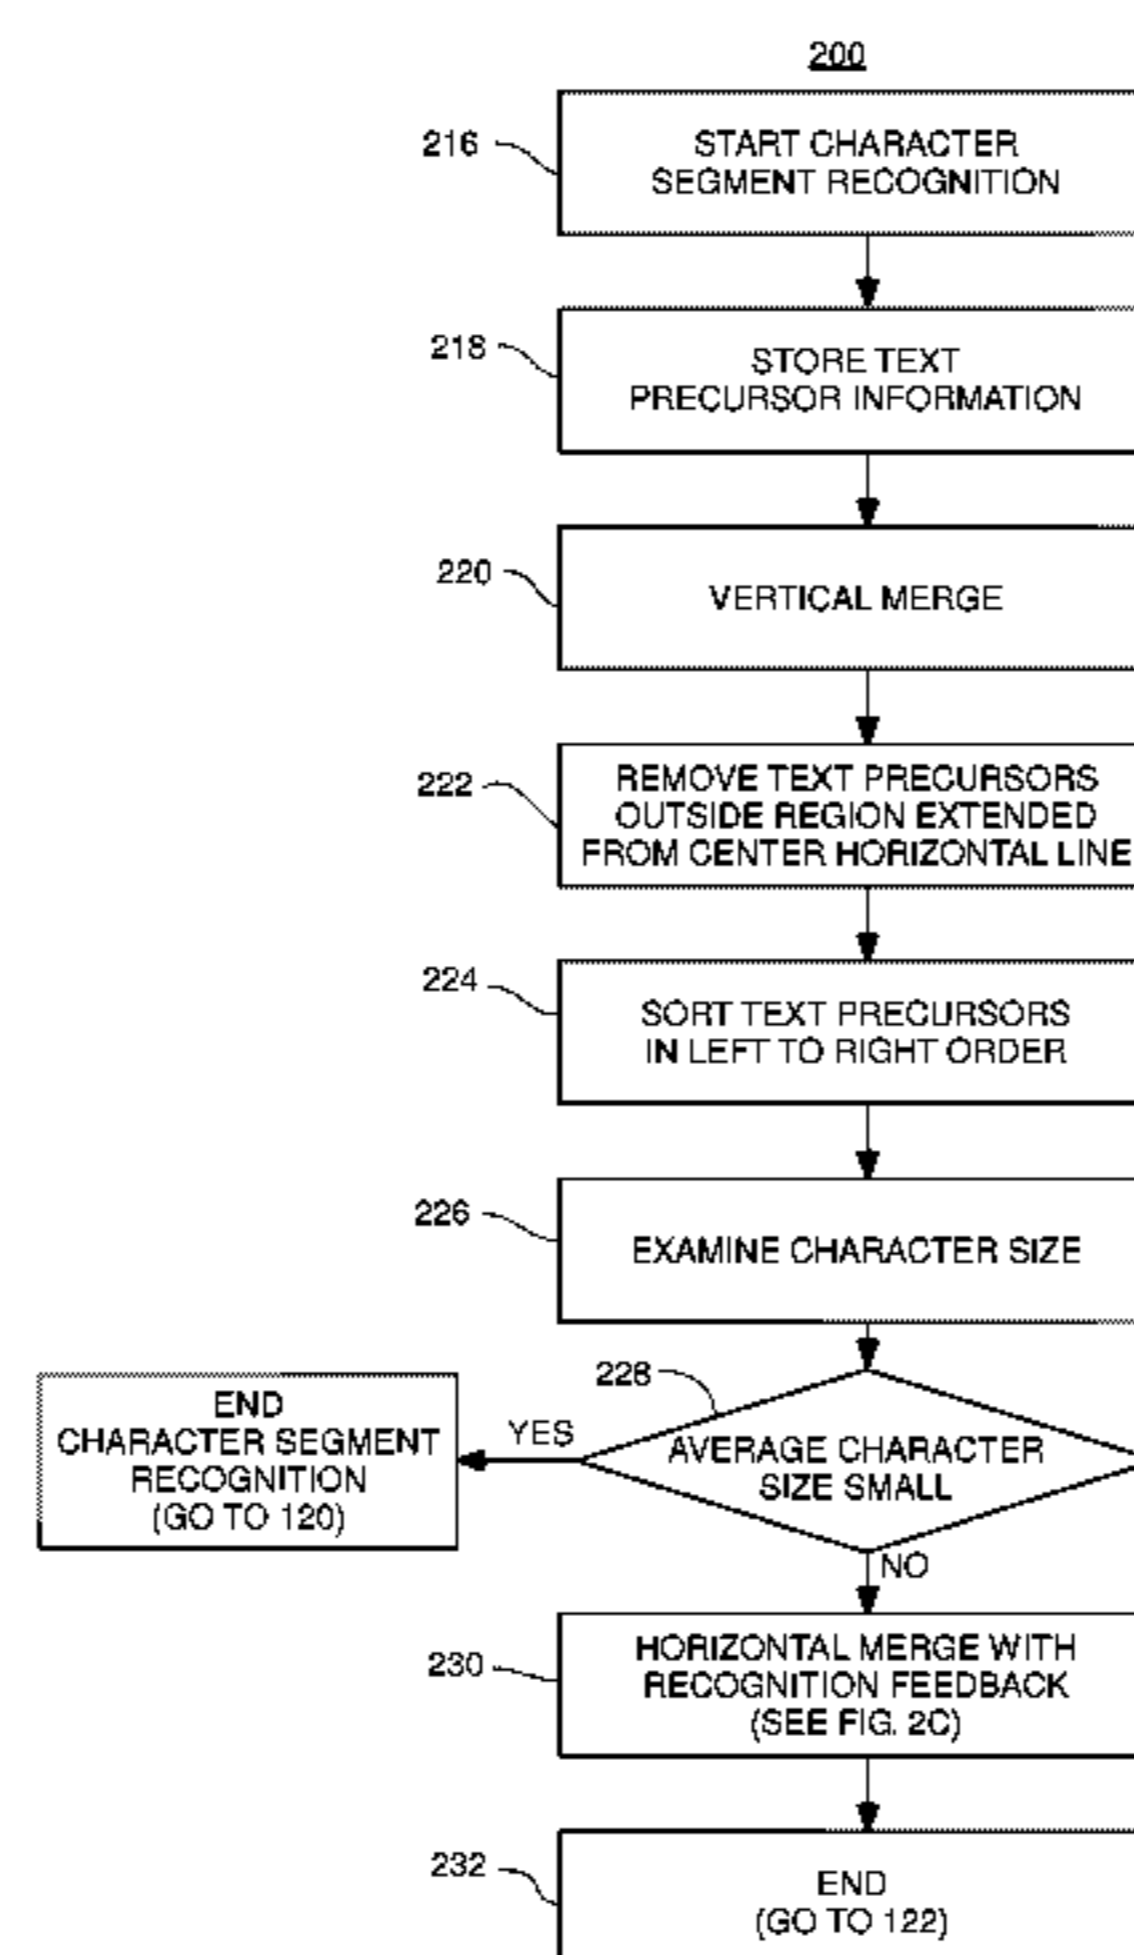 200
216
START CHARACTER
SEGMENT RECOGNITION
218
STORE TEXT
PRECURSOR INFORMATION
220
VERTICAL MERGE
222
REMOVE TEXT PRECURSORS
OUTSIDE REGION EXTENDED
FROM CENTER HORIZONTAL LINE
224
SORT TEXT PRECURSORS
IN LEFT TO RIGHT ORDER
226
EXAMINE CHARACTER SIZE
228
AVERAGE CHARACTER
SIZE SMALL
YES
END
CHARACTER SEGMENT
RECOGNITION
(GO TO 120)
NO
230
HORIZONTAL MERGE WITH
RECOGNITION FEEDBACK
(SEE FIG. 2C)
232
END
(GO TO 122)